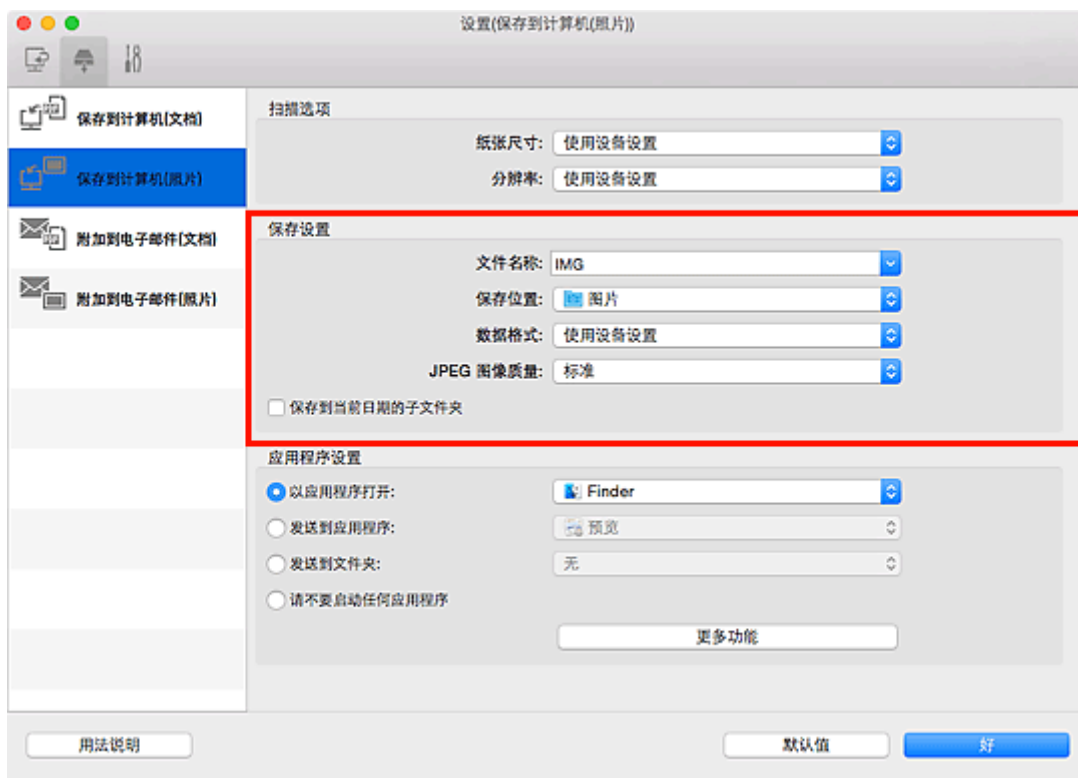 设置(保存到计算机(照片))
保存到计算机(文档)
保存到计算机(照片)
附加到电子邮件(文档)
附加到电子邮件(照片)
扫描选项
纸张尺寸: 使用设备设置
分辨率: 使用设备设置
保存设置
文件名称: IMG
保存位置: 图片
数据格式: 使用设备设置
JPEG 图像质量: 标准
保存到当前日期的子文件夹
应用程序设置
以应用程序打开: Finder
发送到应用程序: 预览
发送到文件夹: 无
请不要启动任何应用程序
更多功能
用法说明 默认值 好